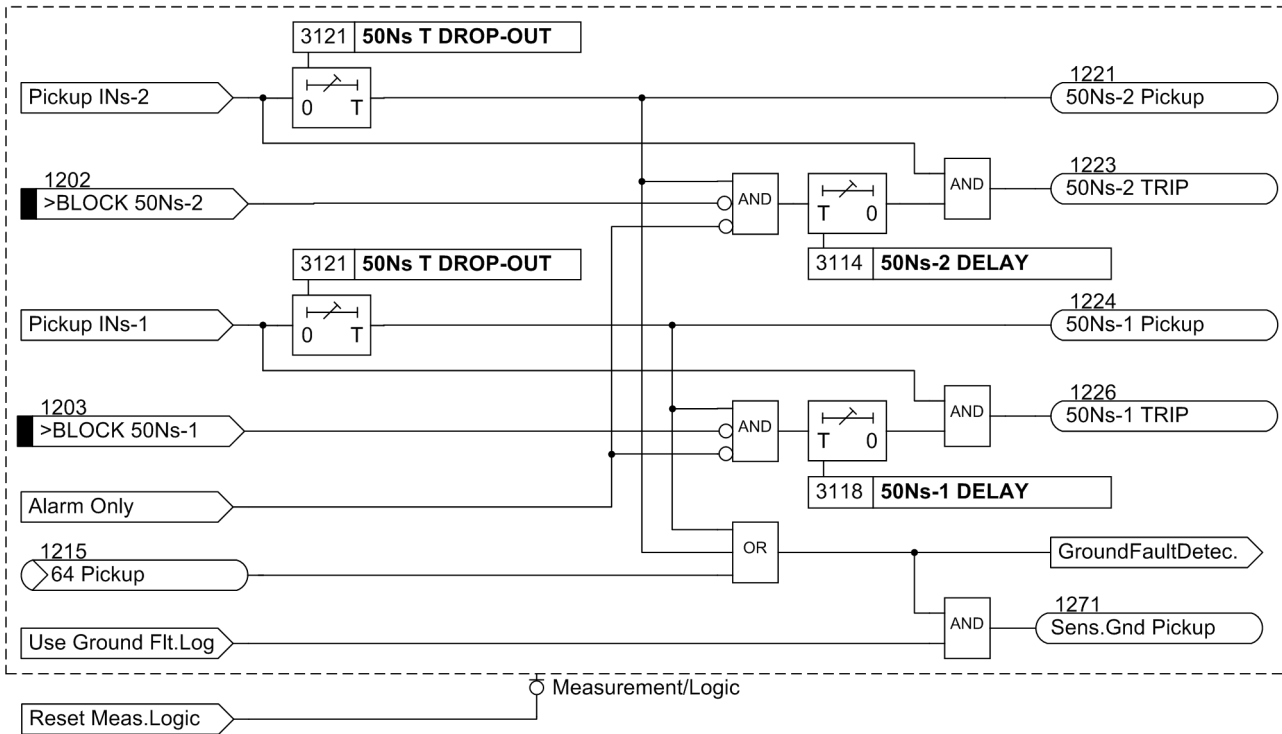 3121 50Ns T DROP-OUT
Pickup INs-2
0 T
1221
50Ns-2 Pickup
1202
>BLOCK 50Ns-2
AND
T 0
AND
1223
50Ns-2 TRIP
3114 50Ns-2 DELAY
3121 50Ns T DROP-OUT
Pickup INs-1
0 T
1224
50Ns-1 Pickup
1203
>BLOCK 50Ns-1
AND
T 0
AND
1226
50Ns-1 TRIP
3118 50Ns-1 DELAY
Alarm Only
1215
64 Pickup
OR
GroundFaultDetec.
Use Ground Flt.Log
AND
1271
Sens.Gnd Pickup
Measurement/Logic
Reset Meas.Logic